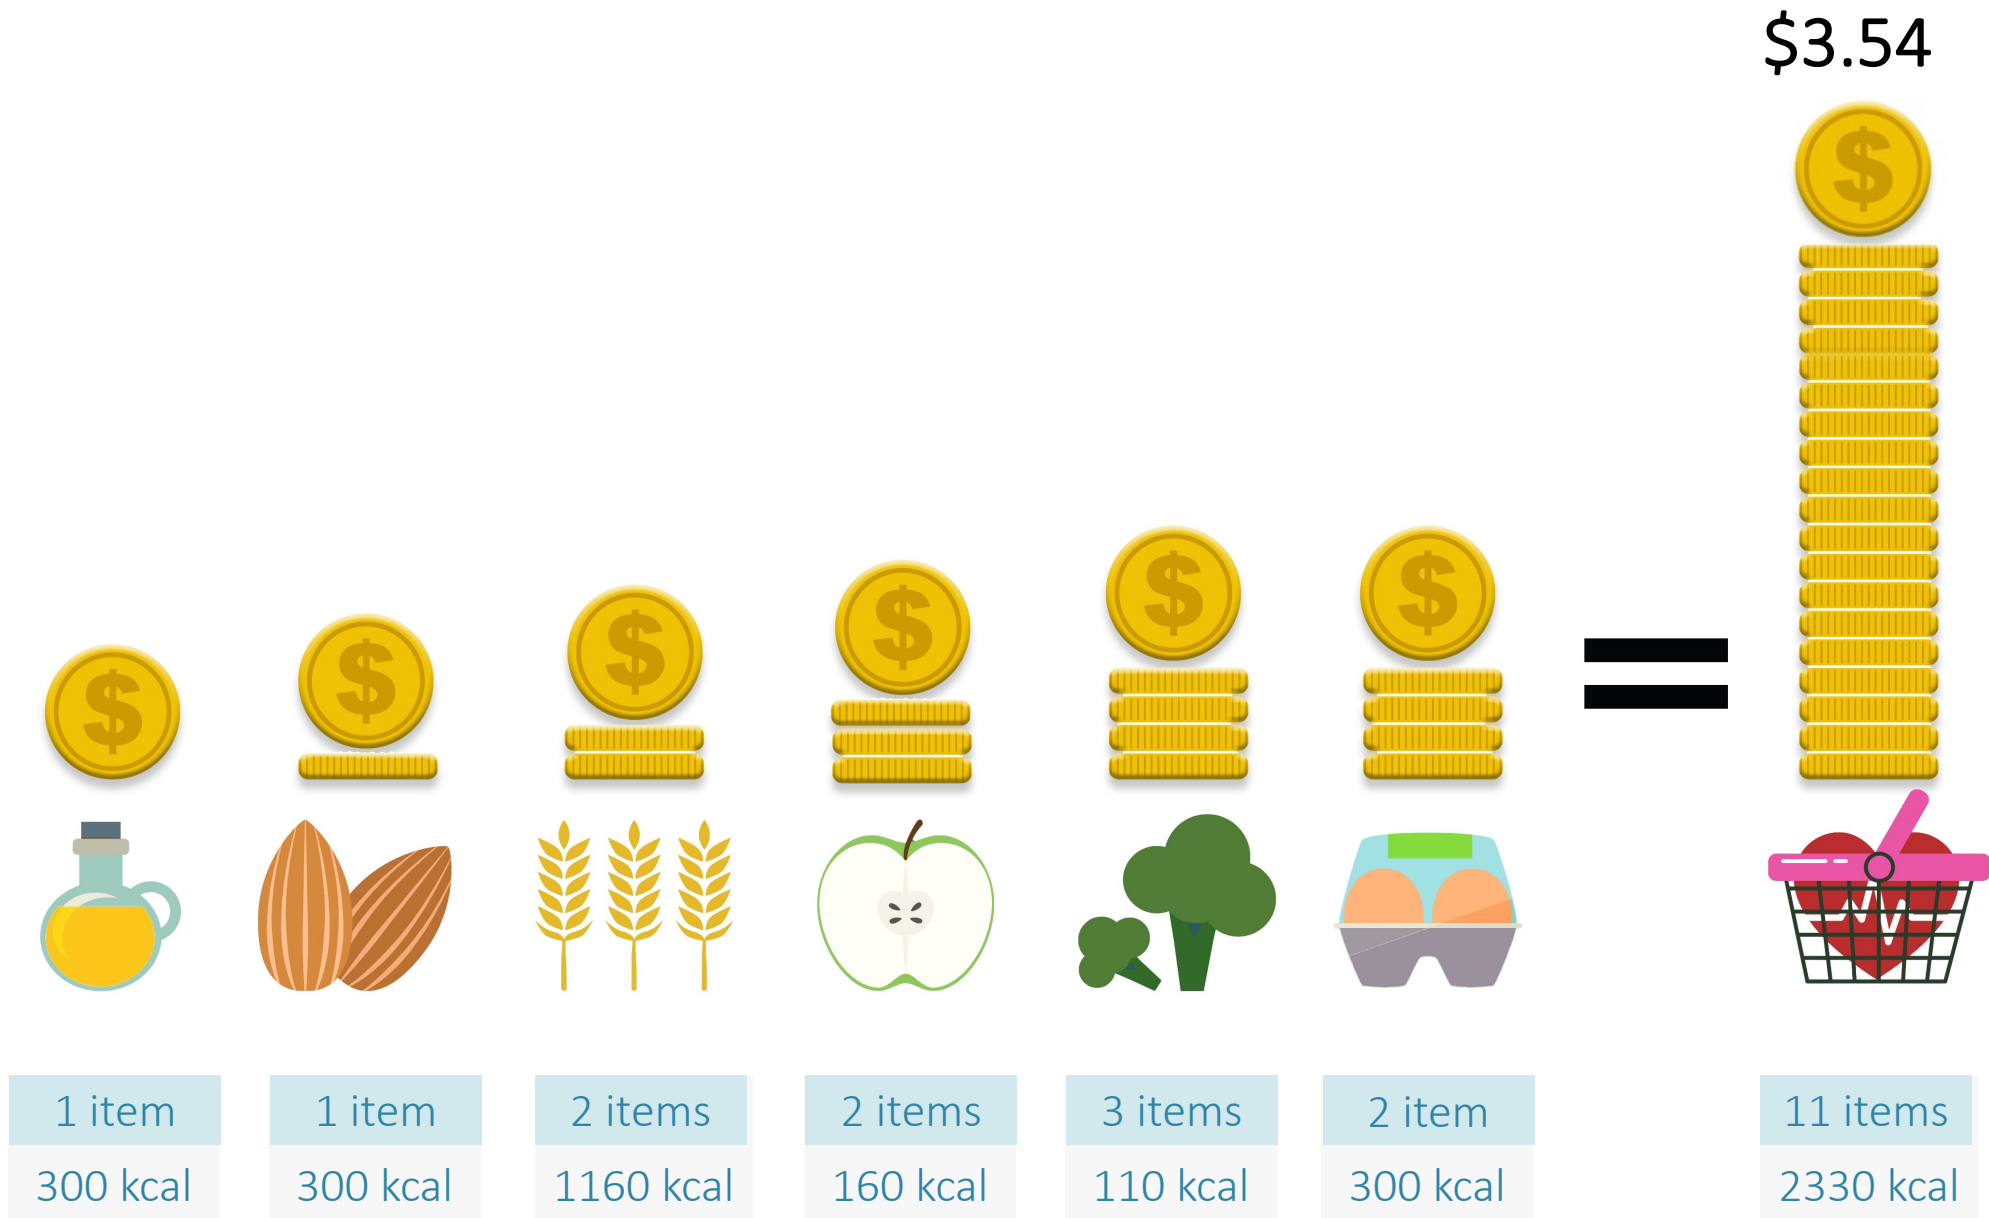 $3.54
1 item
1 item
2 items
2 items
3 items
2 item
11 items
300 kcal
300 kcal
1160 kcal
160 kcal
110 kcal
300 kcal
2330 kcal